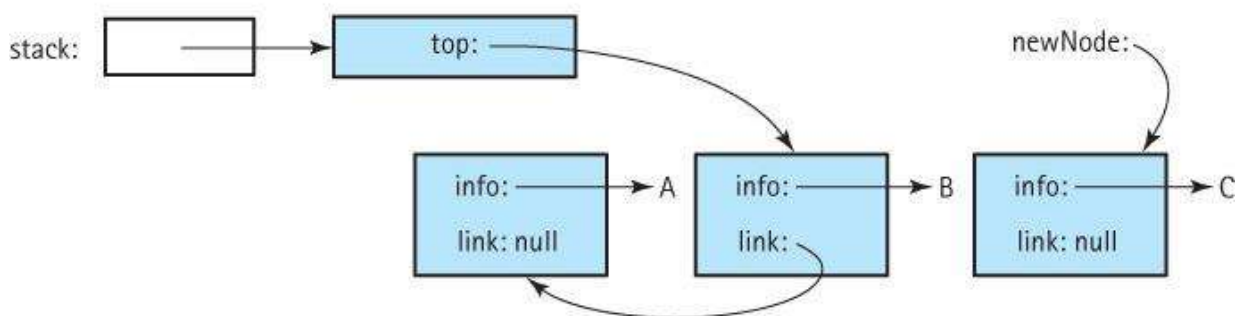 stack:
top:
newNode:
info: A
info: B
info: C
link: null
link:
link: null